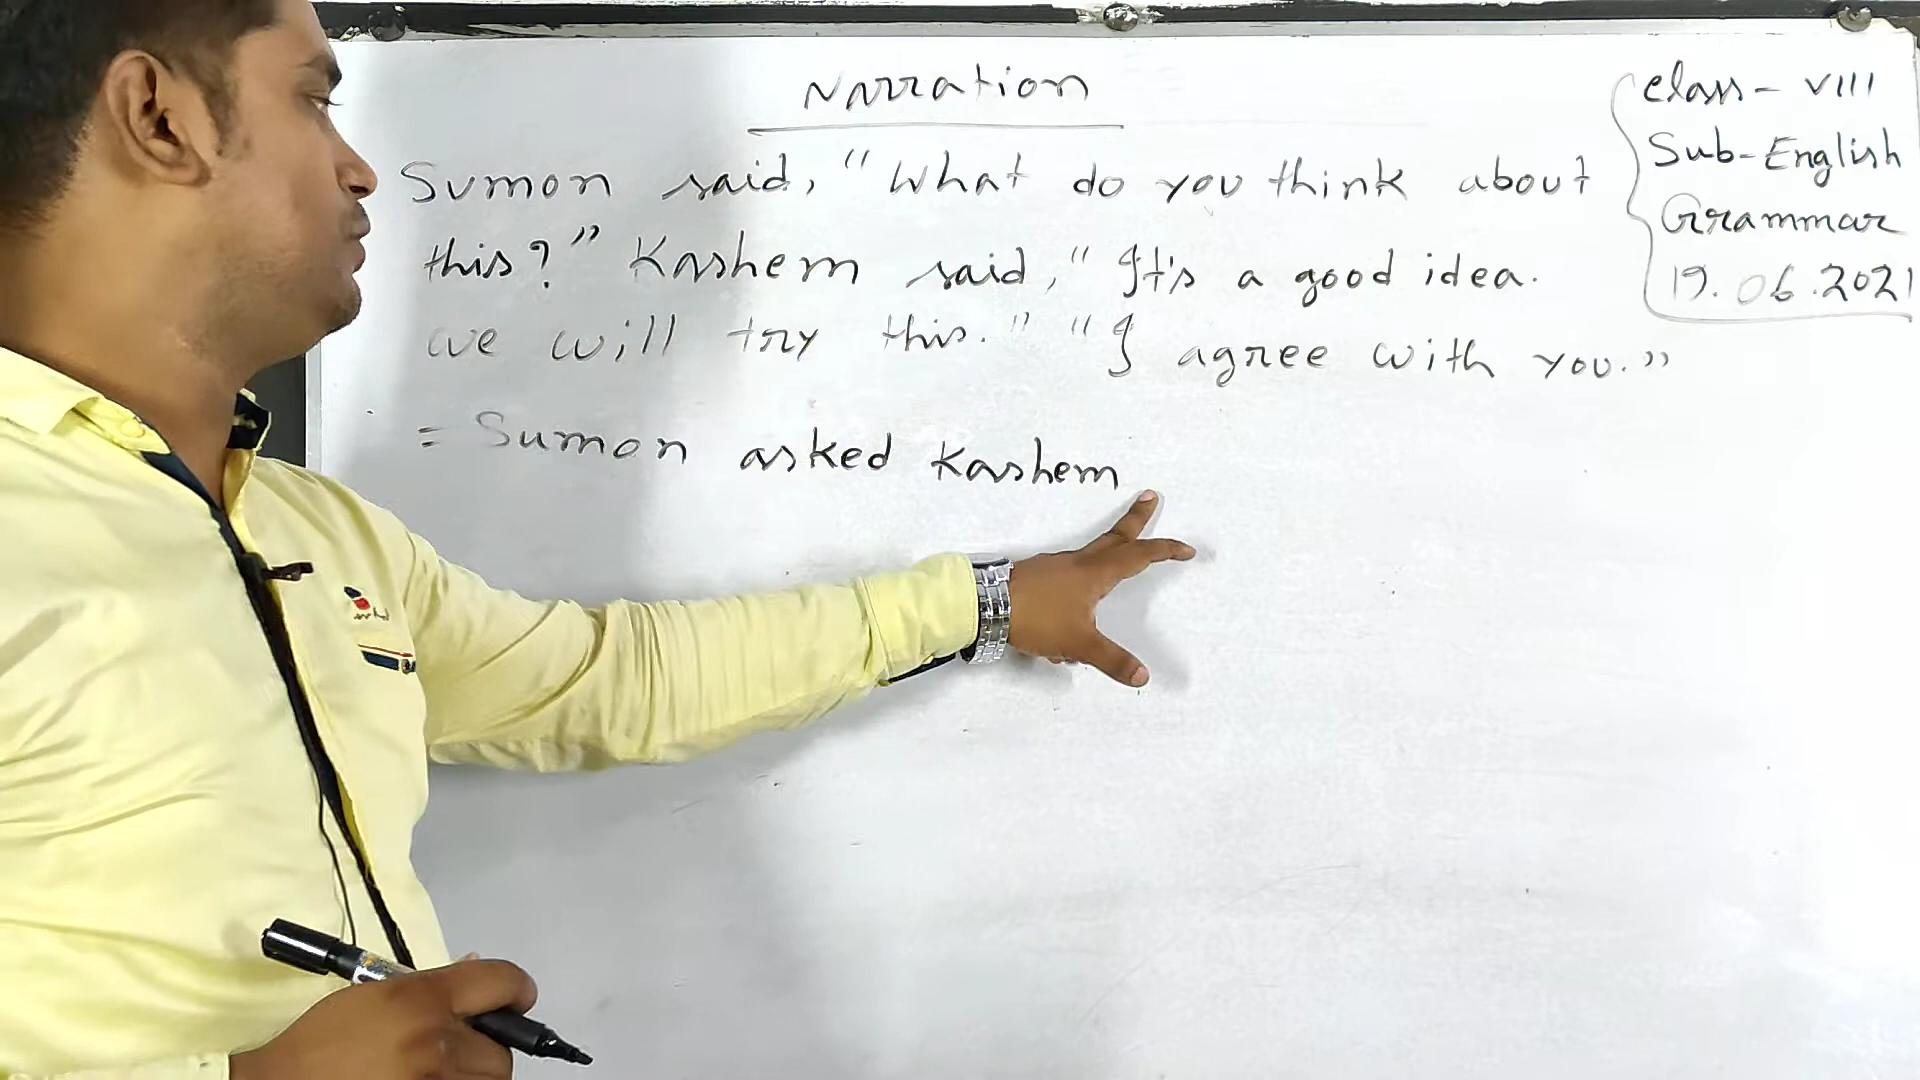 Narration
Sumon said, "What do you think about
this?" Kashem said, "It's a good idea.
We will try this." "I agree with you."
= Sumon asked Kashem
Class - VIII
Sub - English
Grammar
19.06.2021